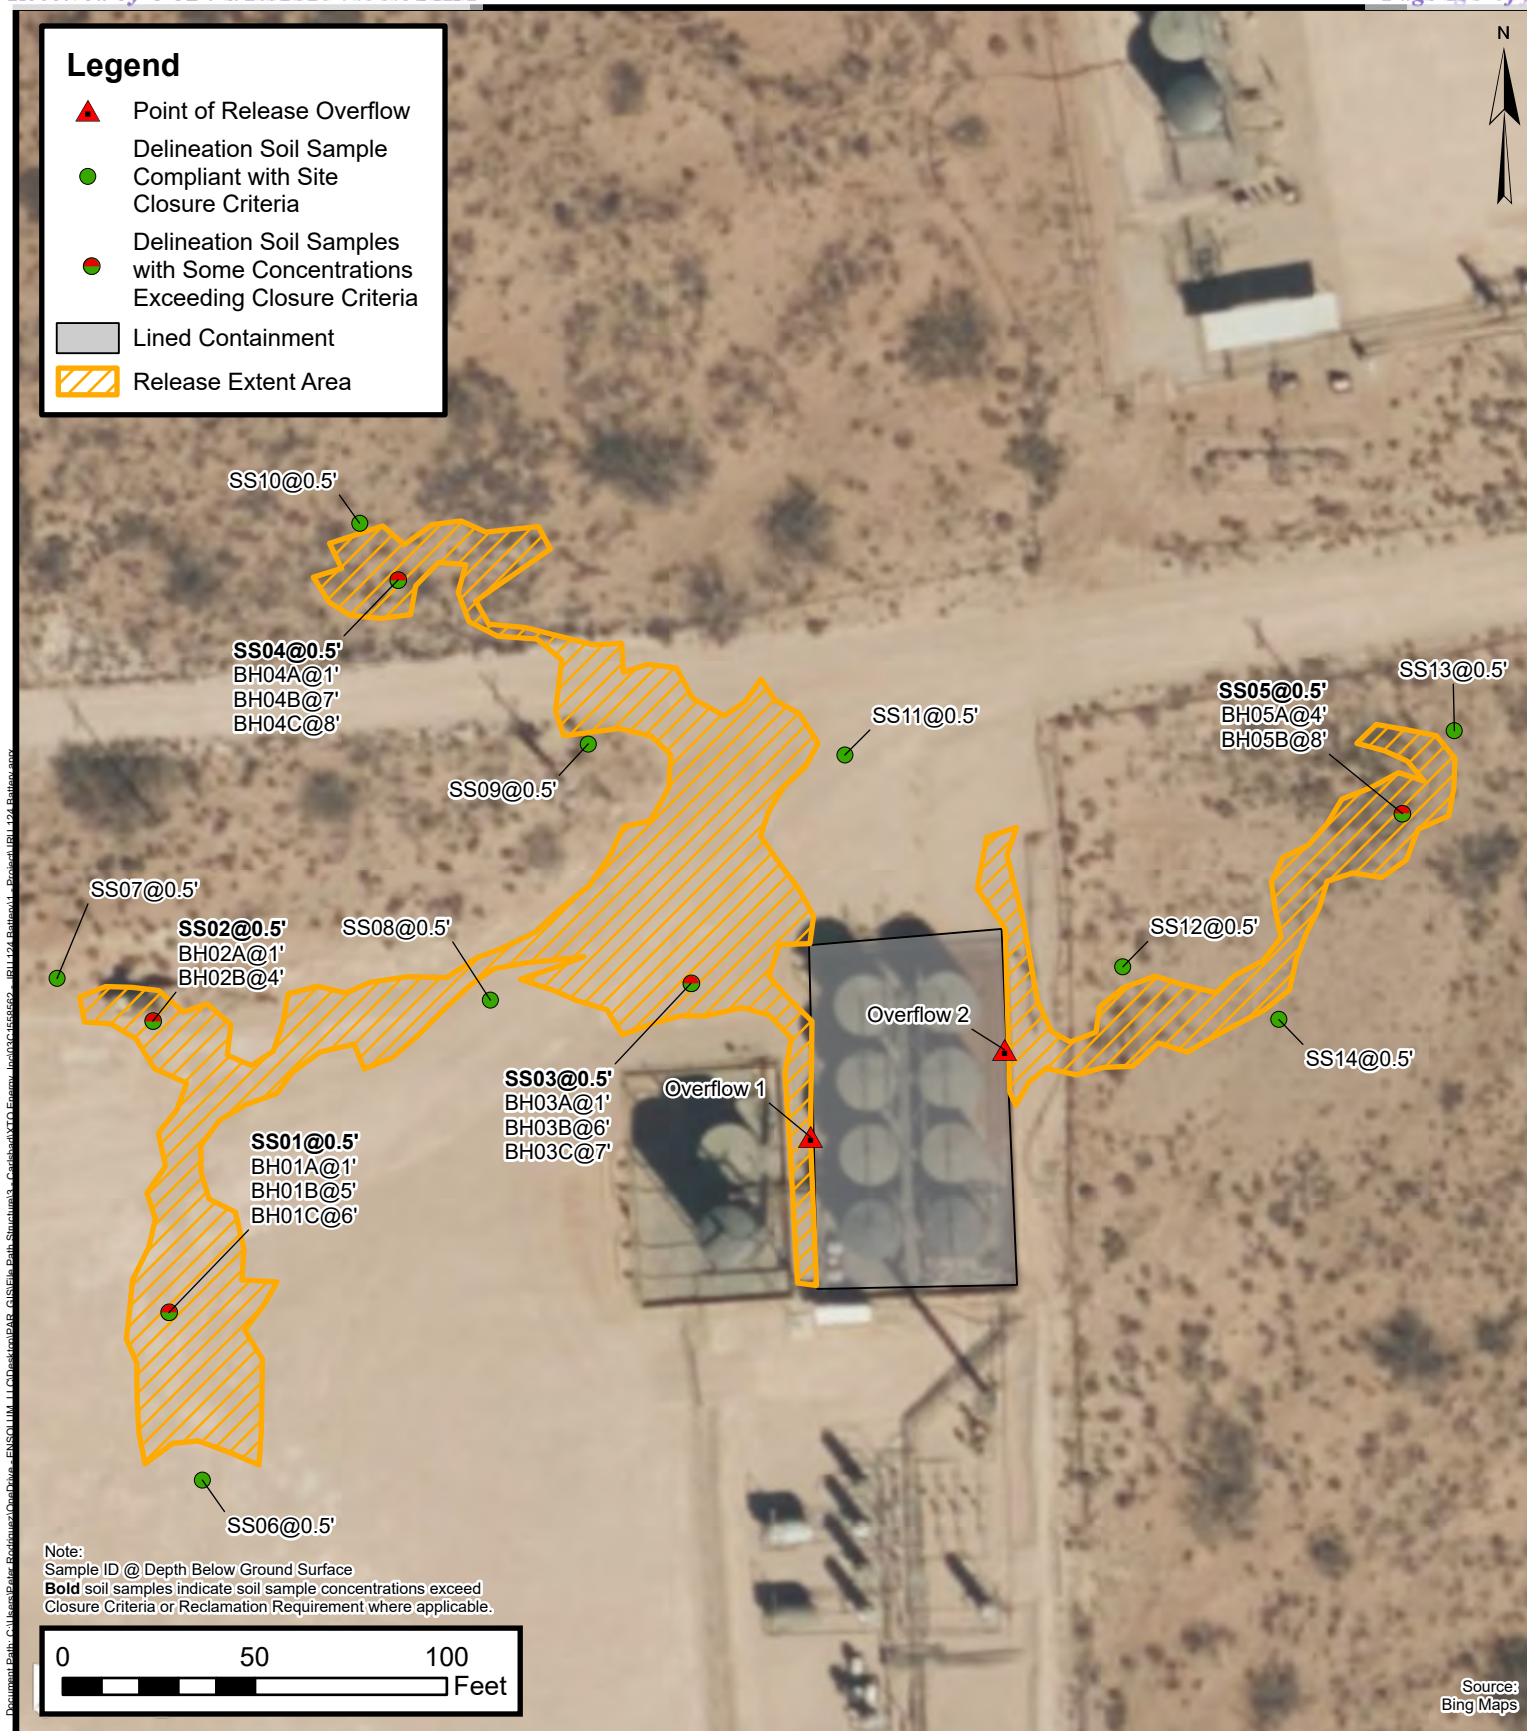 Legend
Point of Release Overflow
Delineation Soil Sample
Compliant with Site
Closure Criteria
Delineation Soil Samples
with Some Concentrations
Exceeding Closure Criteria
Lined Containment
Release Extent Area
N
SS10@0.5'
SS04@0.5'
BH04A@1'
BH04B@7'
BH04C@8'
SS09@0.5'
SS11@0.5'
SS13@0.5'
SS05@0.5'
BH05A@4'
BH05B@8'
SS07@0.5'
SS02@0.5'
BH02A@1'
BH02B@4'
SS08@0.5'
SS12@0.5'
SS14@0.5'
Overflow 2
Overflow 1
SS03@0.5'
BH03A@1'
BH03B@6'
BH03C@7'
SS01@0.5'
BH01A@1'
BH01B@5'
BH01C@6'
SS06@0.5'
Note:
Sample ID @ Depth Below Ground Surface
Bold soil samples indicate soil sample concentrations exceed
Closure Criteria or Reclamation Requirement where applicable.
0 50 100
Feet
Source:
Bing Maps